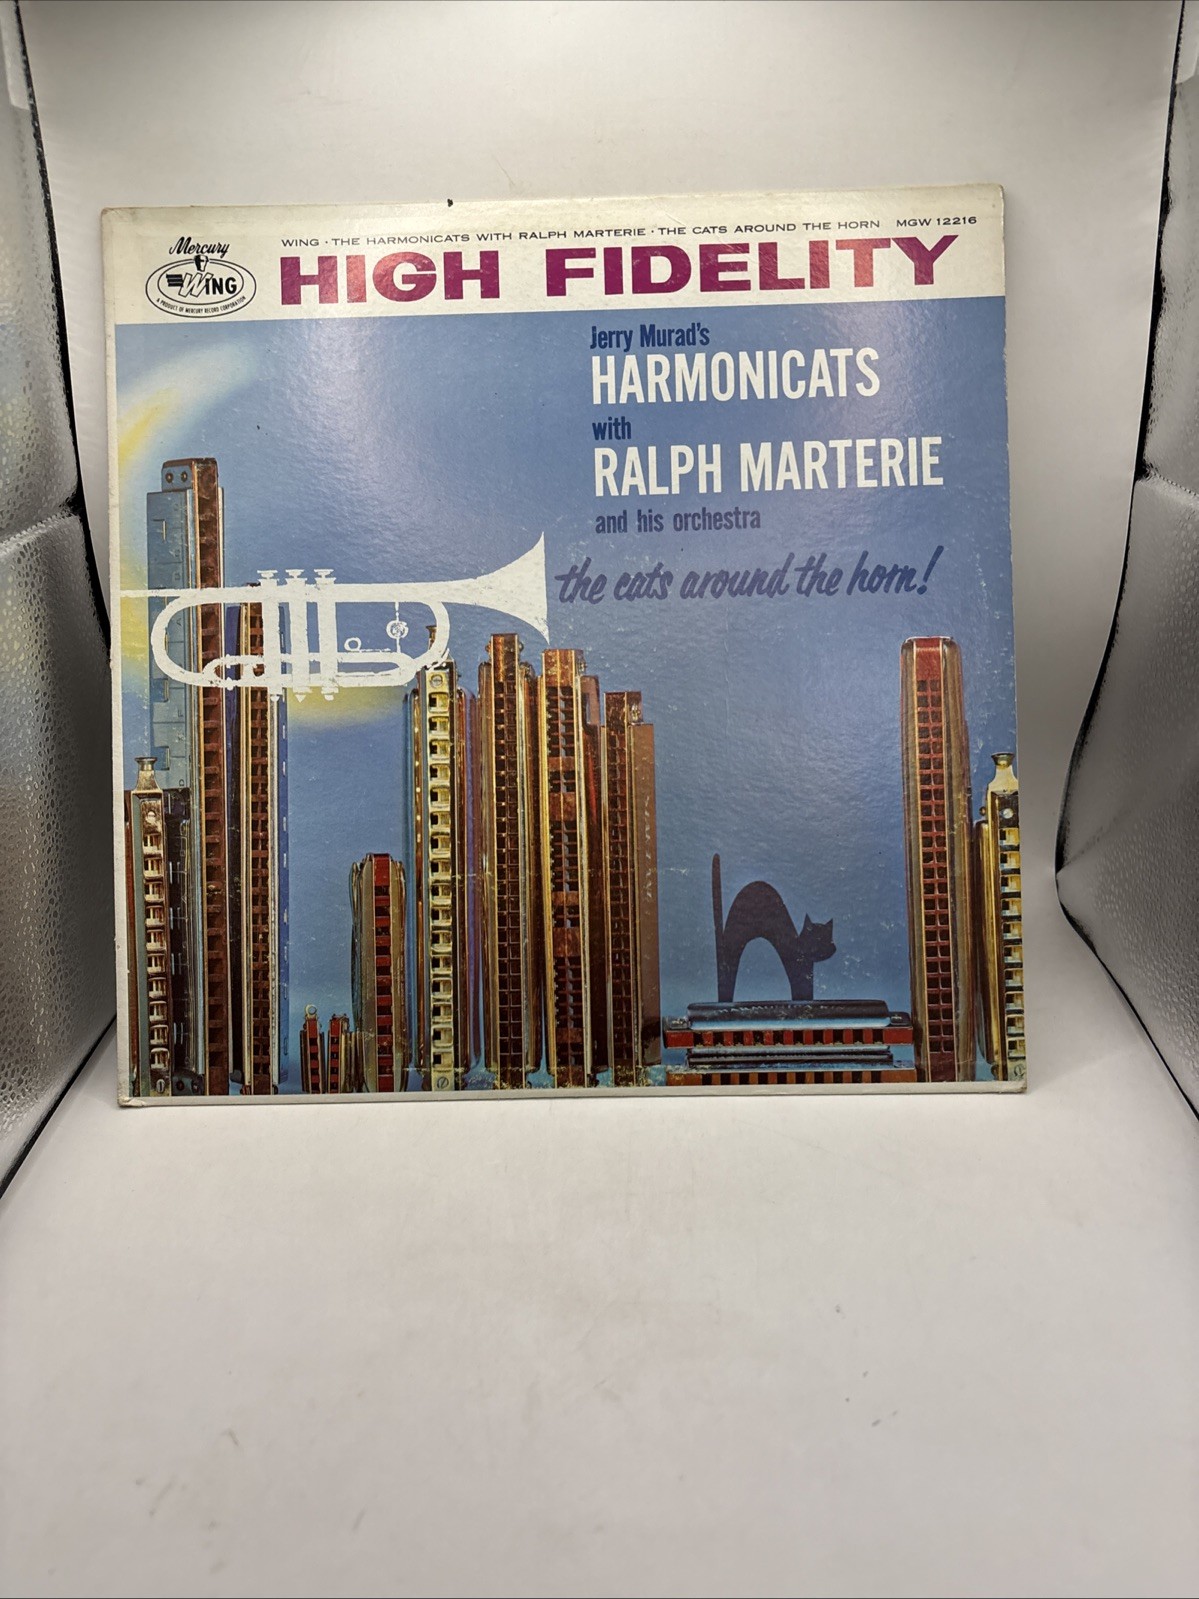 Mercury
WING
A PRODUCT OF MERCURY RECORD CORPORATION
WING · THE HARMONICATS WITH RALPH MARTERIE · THE CATS AROUND THE HORN MGW 12216
HIGH FIDELITY
Jerry Murad's
HARMONICATS
with
RALPH MARTERIE
and his orchestra
the cats around the horn!